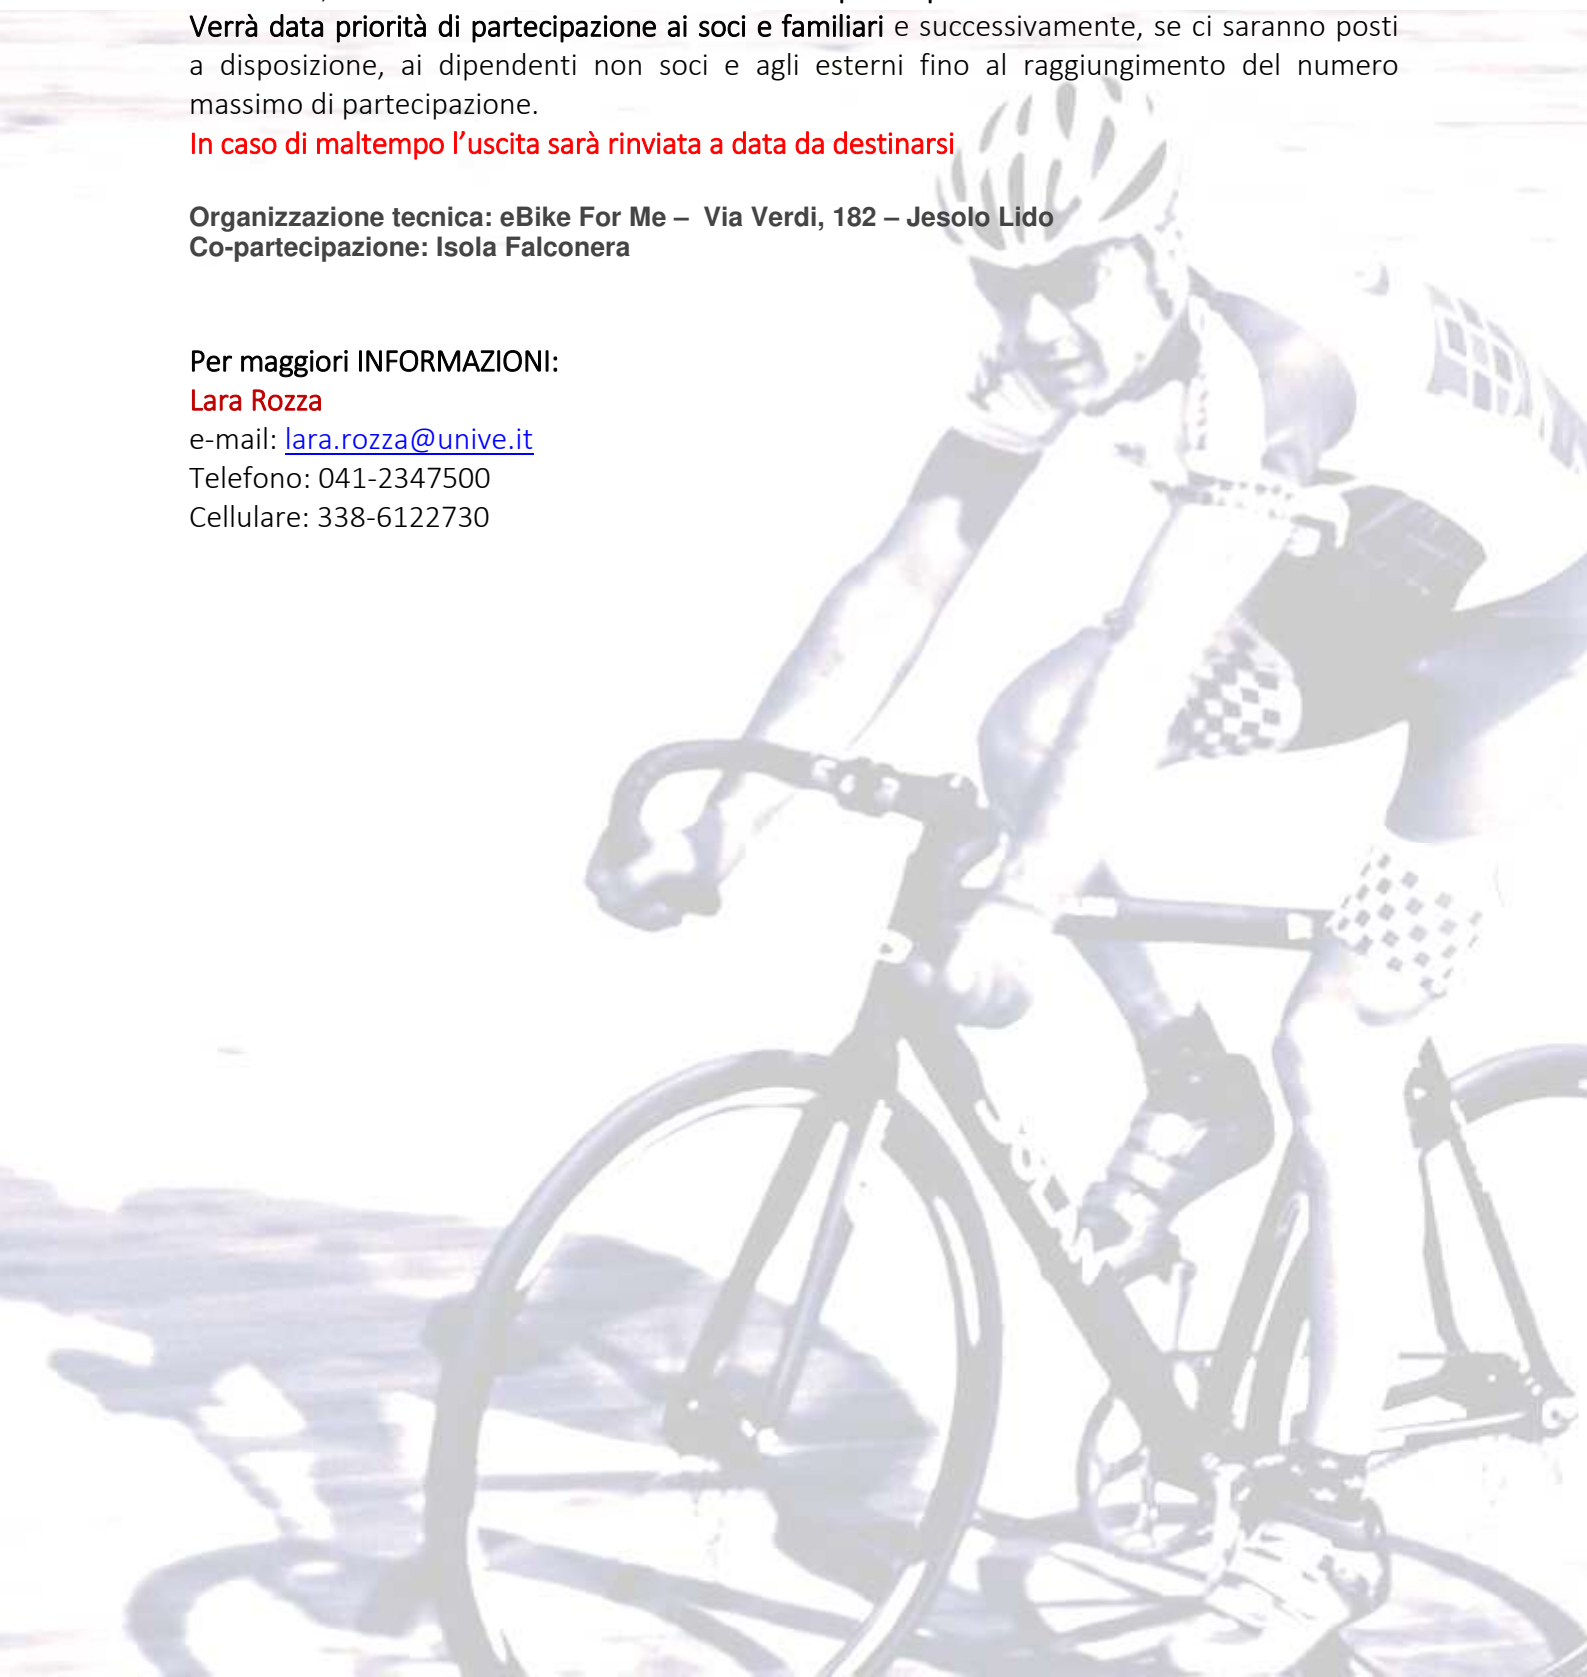 Verrà data priorità di partecipazione ai soci e familiari e successivamente, se ci saranno posti
a disposizione, ai dipendenti non soci e agli esterni fino al raggiungimento del numero
massimo di partecipazione.
In caso di maltempo l’uscita sarà rinviata a data da destinarsi
Organizzazione tecnica: eBike For Me – Via Verdi, 182 – Jesolo Lido
Co-partecipazione: Isola Falconera
Per maggiori INFORMAZIONI:
Lara Rozza
e-mail: lara.rozza@unive.it
Telefono: 041-2347500
Cellulare: 338-6122730